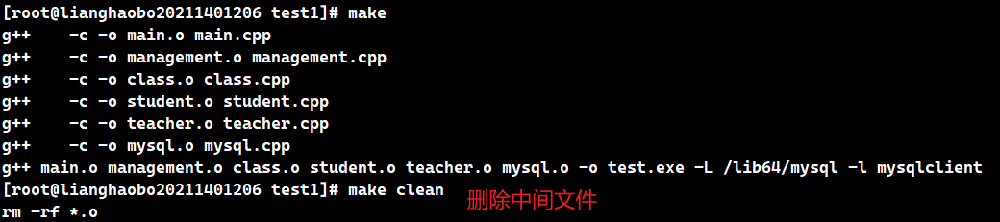 [root@lianghaobo20211401206 test1]# make
g++    -c -o main.o main.cpp
g++    -c -o management.o management.cpp
g++    -c -o class.o class.cpp
g++    -c -o student.o student.cpp
g++    -c -o teacher.o teacher.cpp
g++    -c -o mysql.o mysql.cpp
g++ main.o management.o class.o student.o teacher.o mysql.o -o test.exe -L /lib64/mysql -l mysqlclient
[root@lianghaobo20211401206 test1]# make clean
删除中间文件
rm -rf *.o